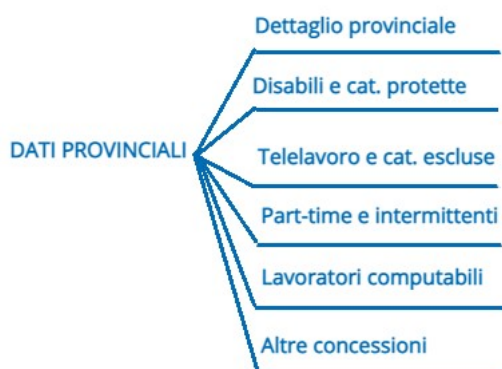 Dettaglio provinciale
Disabili e cat. protette
DATI PROVINCIALI
Telelavoro e cat. escluse
Part-time e intermittenti
Lavoratori computabili
Altre concessioni